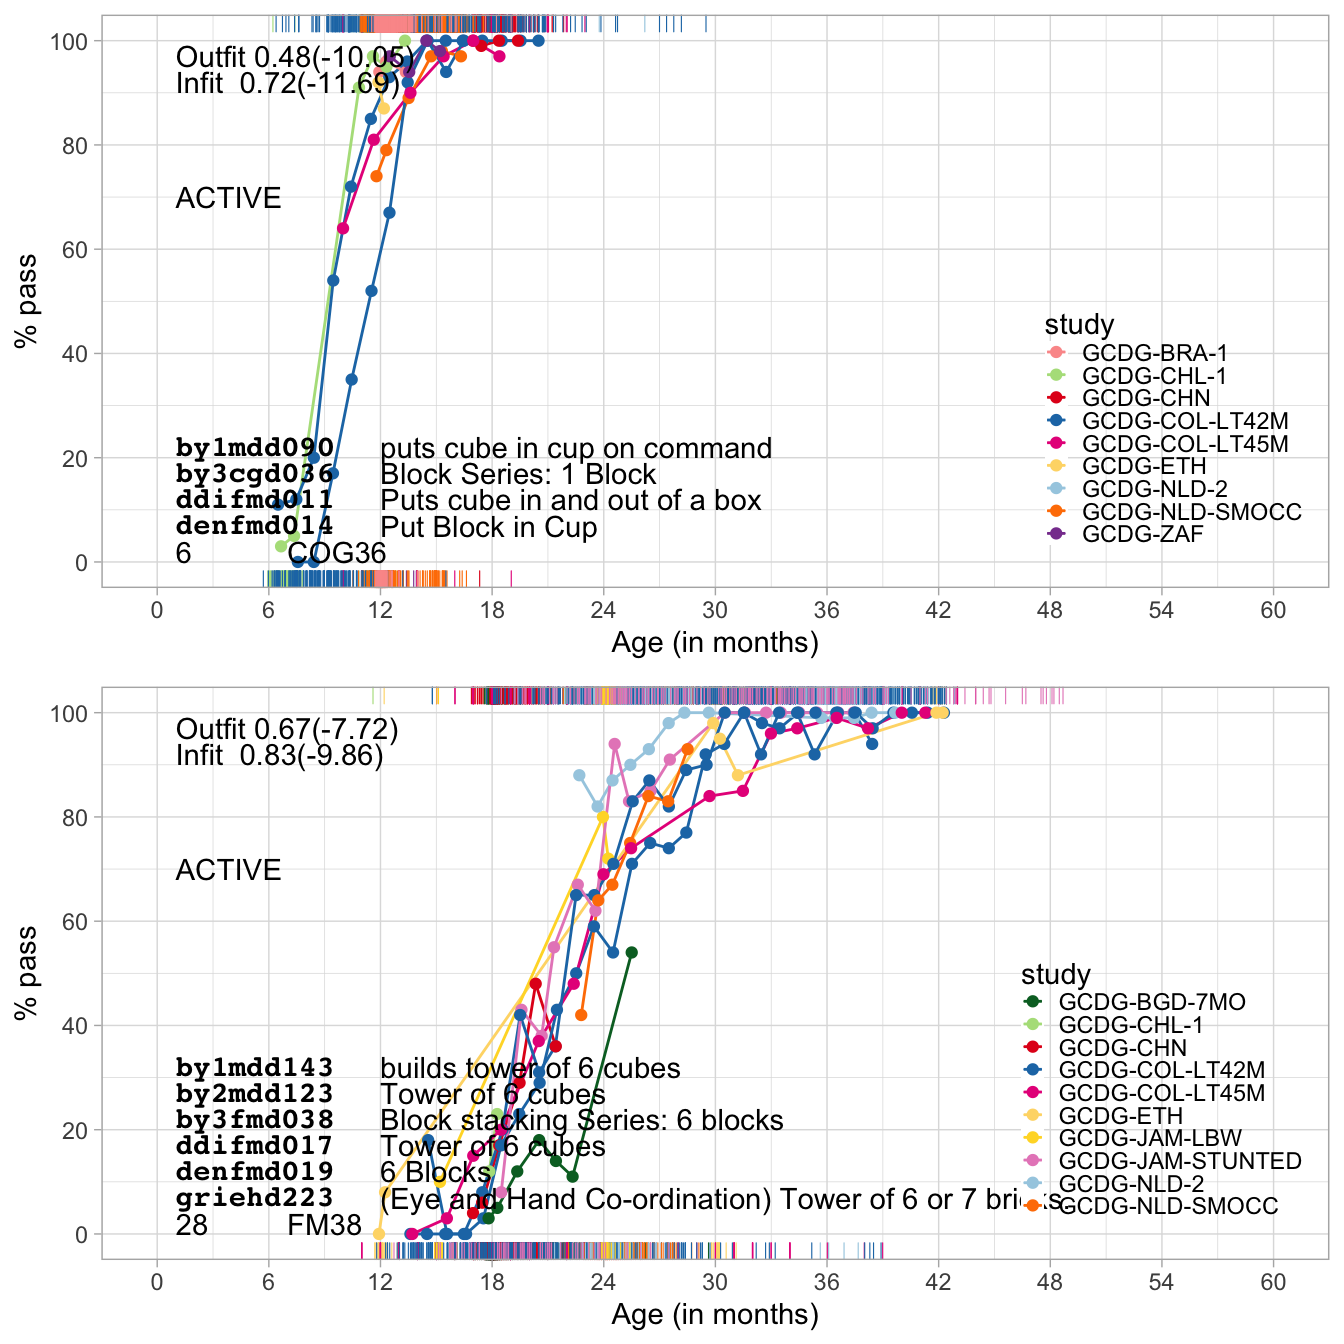 100
80
60
40
20
0
% pass
Outfit 0.48(-10.05)
Infit 0.72(-11.69)
ACTIVE
by1mdd090 puts cube in cup on command
by3cgd036 Block Series: 1 Block
ddifmd011 Puts cube in and out of a box
denfmd014 Put Block in Cup
6 COG36
study
GCDG-BRA-1
GCDG-CHL-1
GCDG-CHN
GCDG-COL-LT42M
GCDG-COL-LT45M
GCDG-ETH
GCDG-NLD-2
GCDG-NLD-SMOCC
GCDG-ZAF
0 6 12 18 24 30 36 42 48 54 60
Age (in months)
100
80
60
40
20
0
% pass
Outfit 0.67(-7.72)
Infit 0.83(-9.86)
ACTIVE
by1mdd143 builds tower of 6 cubes
by2mdd123 Tower of 6 cubes
by3fmd038 Block stacking Series: 6 blocks
ddifmd017 Tower of 6 cubes
denfmd019 6 Blocks
griehd223 (Eye and Hand Co-ordination) Tower of 6 or 7 bricks
28 FM38
study
GCDG-BGD-7MO
GCDG-CHL-1
GCDG-CHN
GCDG-COL-LT42M
GCDG-COL-LT45M
GCDG-ETH
GCDG-JAM-LBW
GCDG-JAM-STUNTED
GCDG-NLD-2
GCDG-NLD-SMOCC
0 6 12 18 24 30 36 42 48 54 60
Age (in months)